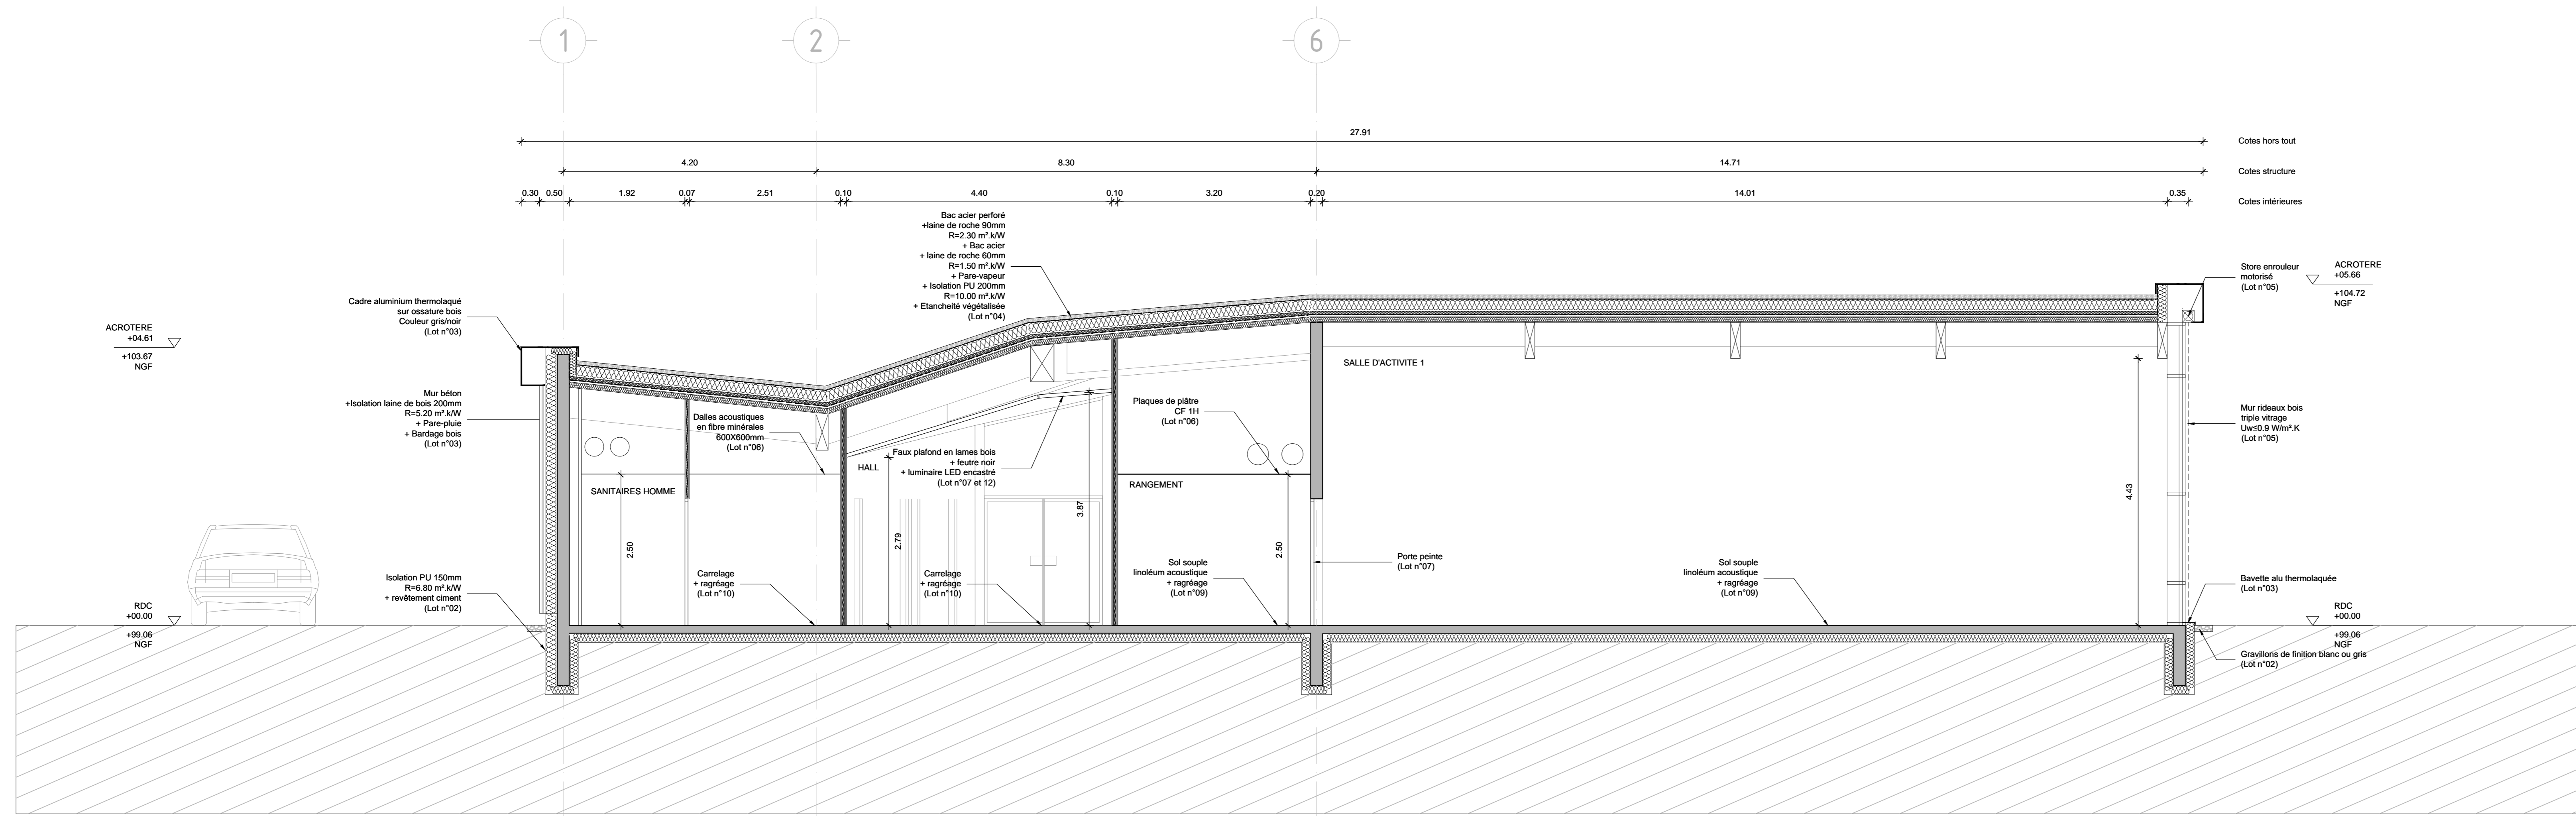 1
2
6
27.91
Cotes hors tout
4.20
8.30
14.71
Cotes structure
0.30
0.50
1.92
0.07
2.51
0.10
4.40
0.10
3.20
0.20
14.01
0.35
Cotes intérieures
Bac acier perforé
+laine de roche 90mm
R=2.30 m².k/W
+ Bac acier
+ laine de roche 60mm
R=1.50 m².k/W
+ Pare-vapeur
+ Isolation PU 200mm
R=10.00 m².k/W
+ Etancheité végétalisée
(Lot n°04)
Store enrouleur
motorisé
(Lot n°05)
ACROTERE
+05.66
+104.72
NGF
Cadre aluminium thermolaqué
sur ossature bois
Couleur gris/noir
(Lot n°03)
ACROTERE
+04.61
+103.67
NGF
Mur béton
+Isolation laine de bois 200mm
R=5.20 m².k/W
+ Pare-pluie
+ Bardage bois
(Lot n°03)
Dalles acoustiques
en fibre minérales
600X600mm
(Lot n°06)
Faux plafond en lames bois
+ feutre noir
+ luminaire LED encastré
(Lot n°07 et 12)
Plaques de plâtre
CF 1H
(Lot n°06)
SALLE D'ACTIVITE 1
Mur rideaux bois
triple vitrage
Uw≤0.9 W/m².K
(Lot n°05)
SANITAIRES HOMME
HALL
RANGEMENT
2.50
2.79
3.87
2.50
4.43
Isolation PU 150mm
R=6.80 m².k/W
+ revêtement ciment
(Lot n°02)
Carrelage
+ ragréage
(Lot n°10)
Carrelage
+ ragréage
(Lot n°10)
Sol souple
linoléum acoustique
+ ragréage
(Lot n°09)
Porte peinte
(Lot n°07)
Sol souple
linoléum acoustique
+ ragréage
(Lot n°09)
Bavette alu thermolaquée
(Lot n°03)
RDC
+00.00
+99.06
NGF
RDC
+00.00
+99.06
NGF
Gravillons de finition blanc ou gris
(Lot n°02)